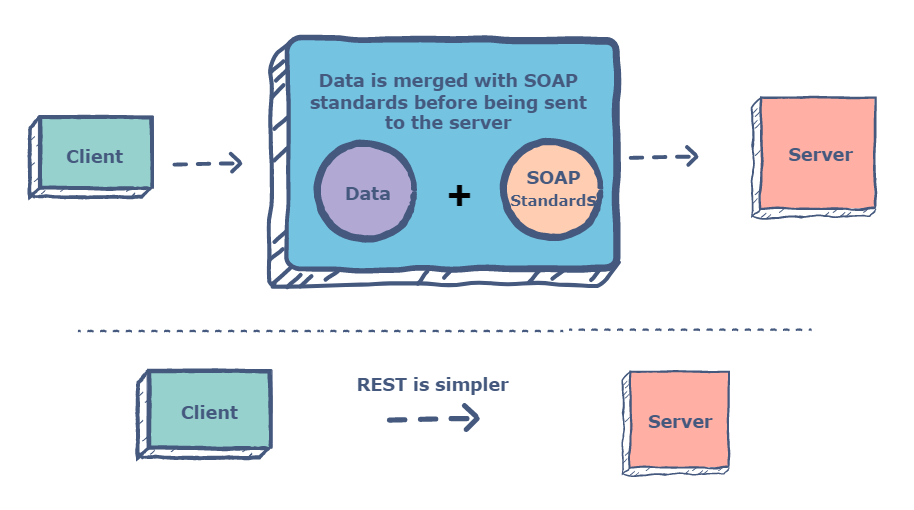 Data is merged with SOAP
standards before being sent
to the server
Client
Data
+
SOAP
Standards
Server
REST is simpler
Client
Server